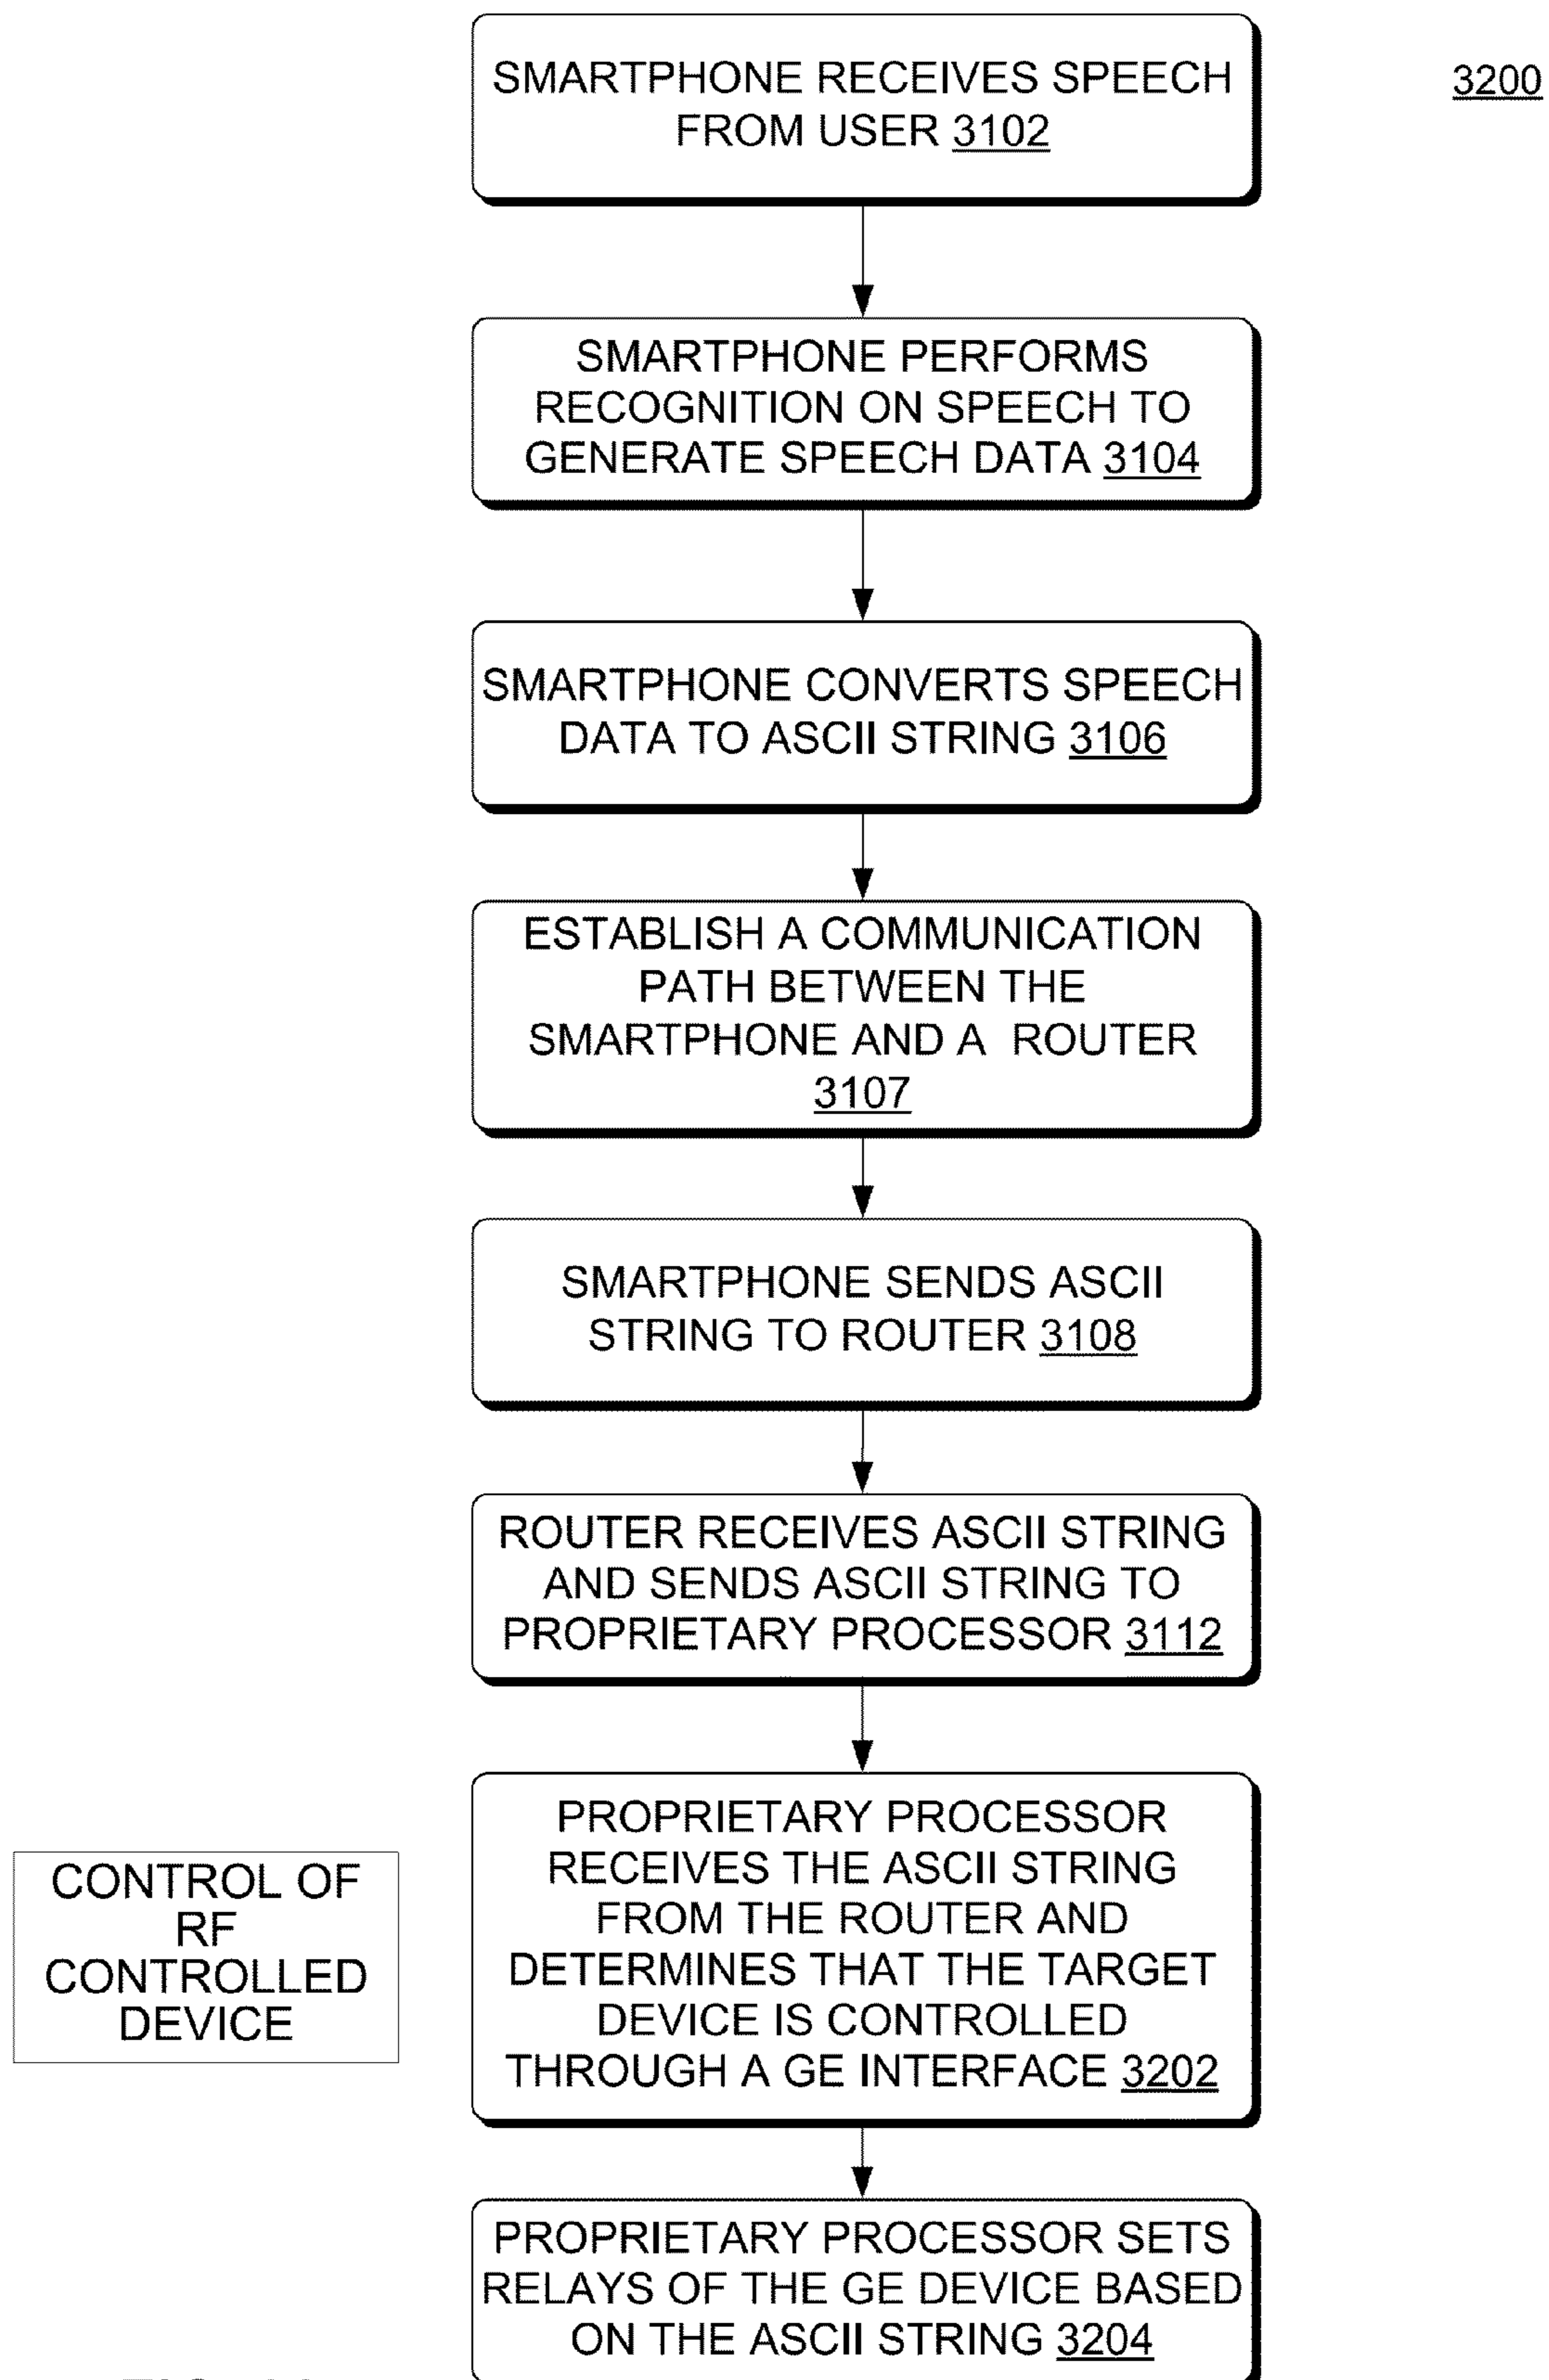 3200
SMARTPHONE RECEIVES SPEECH
FROM USER 3102
SMARTPHONE PERFORMS
RECOGNITION ON SPEECH TO
GENERATE SPEECH DATA 3104
SMARTPHONE CONVERTS SPEECH
DATA TO ASCII STRING 3106
ESTABLISH A COMMUNICATION
PATH BETWEEN THE
SMARTPHONE AND A ROUTER
3107
SMARTPHONE SENDS ASCII
STRING TO ROUTER 3108
ROUTER RECEIVES ASCII STRING
AND SENDS ASCII STRING TO
PROPRIETARY PROCESSOR 3112
CONTROL OF
RF
CONTROLLED
DEVICE
PROPRIETARY PROCESSOR
RECEIVES THE ASCII STRING
FROM THE ROUTER AND
DETERMINES THAT THE TARGET
DEVICE IS CONTROLLED
THROUGH A GE INTERFACE 3202
PROPRIETARY PROCESSOR SETS
RELAYS OF THE GE DEVICE BASED
ON THE ASCII STRING 3204